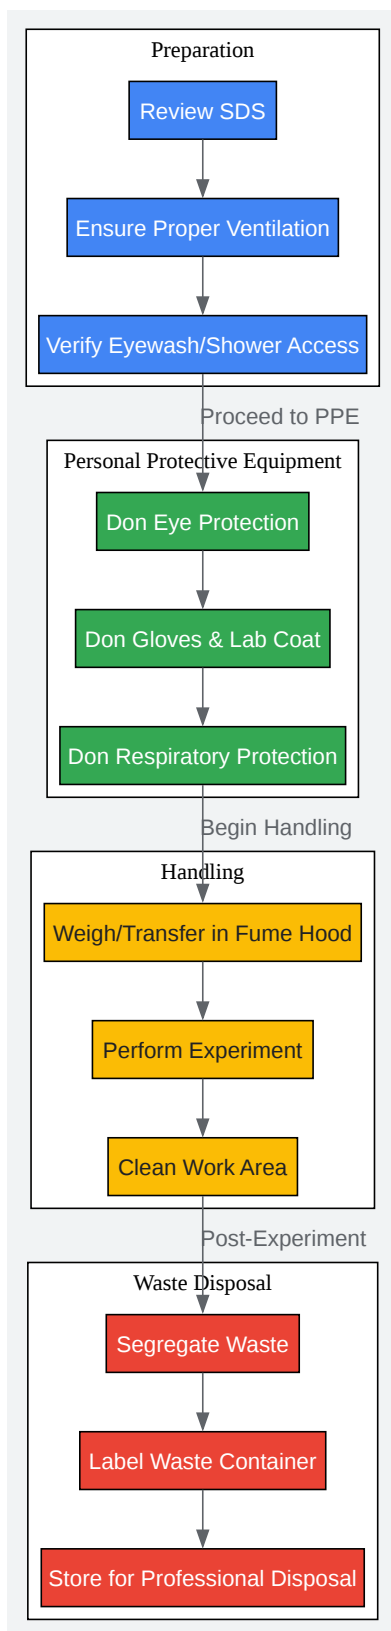 Preparation
Review SDS
Ensure Proper Ventilation
Verify Eyewash/Shower Access
Proceed to PPE
Personal Protective Equipment
Don Eye Protection
Don Gloves & Lab Coat
Don Respiratory Protection
Begin Handling
Handling
Weigh/Transfer in Fume Hood
Perform Experiment
Clean Work Area
Post-Experiment
Waste Disposal
Segregate Waste
Label Waste Container
Store for Professional Disposal